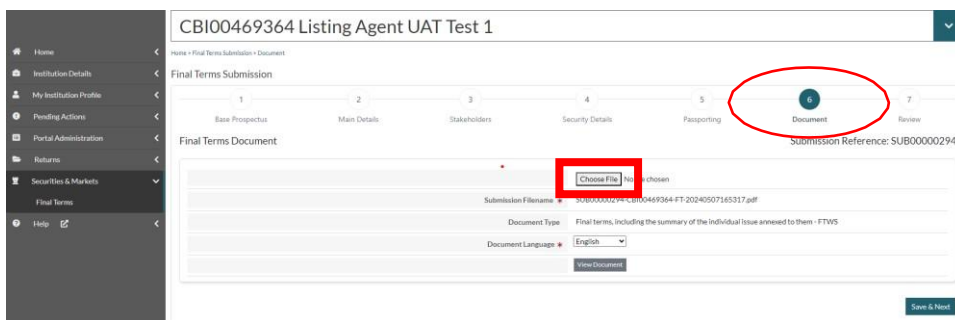 CBI00469364 Listing Agent UAT Test 1
Home
Institution Details
My Institution Profile
Pending Actions
Portal Administration
Returns
Securities & Markets
Final Terms
Help
Home > Final Terms Submission > Document
Final Terms Submission
1 2 3 4 5 6 7
Base Prospectus Main Details Stakeholders Security Details Passporting Document Review
Final Terms Document Submission Reference: SUB00000294
*
Choose File chosen
Submission Filename * SUB00000294-CBI00469364-FT-20240507165317.pdf
Document Type Final terms, including the summary of the individual issue annexed to them - FTWS
Document Language * English
View Document
Save & Next